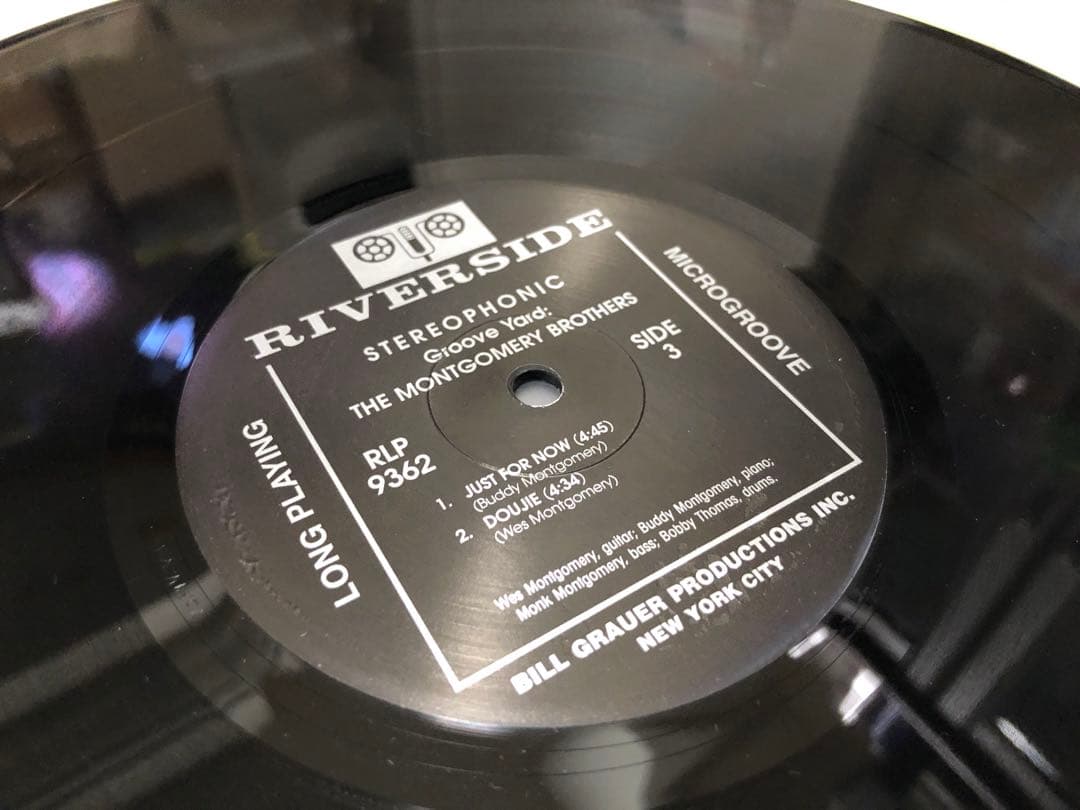 RIVERSIDE
STEREOPHONIC
Groove Yard:
THE MONTGOMERY BROTHERS
SIDE
3
RLP
9362
LONG PLAYING
MICROGROOVE
1. JUST FOR NOW (4:45)
(Buddy Montgomery)
2. DOUJIE (4:34)
(Wes Montgomery)
Wes Montgomery, guitar; Buddy Montgomery, piano;
Monk Montgomery, bass; Bobby Thomas, drums.
BILL GRAUER PRODUCTIONS INC.
NEW YORK CITY